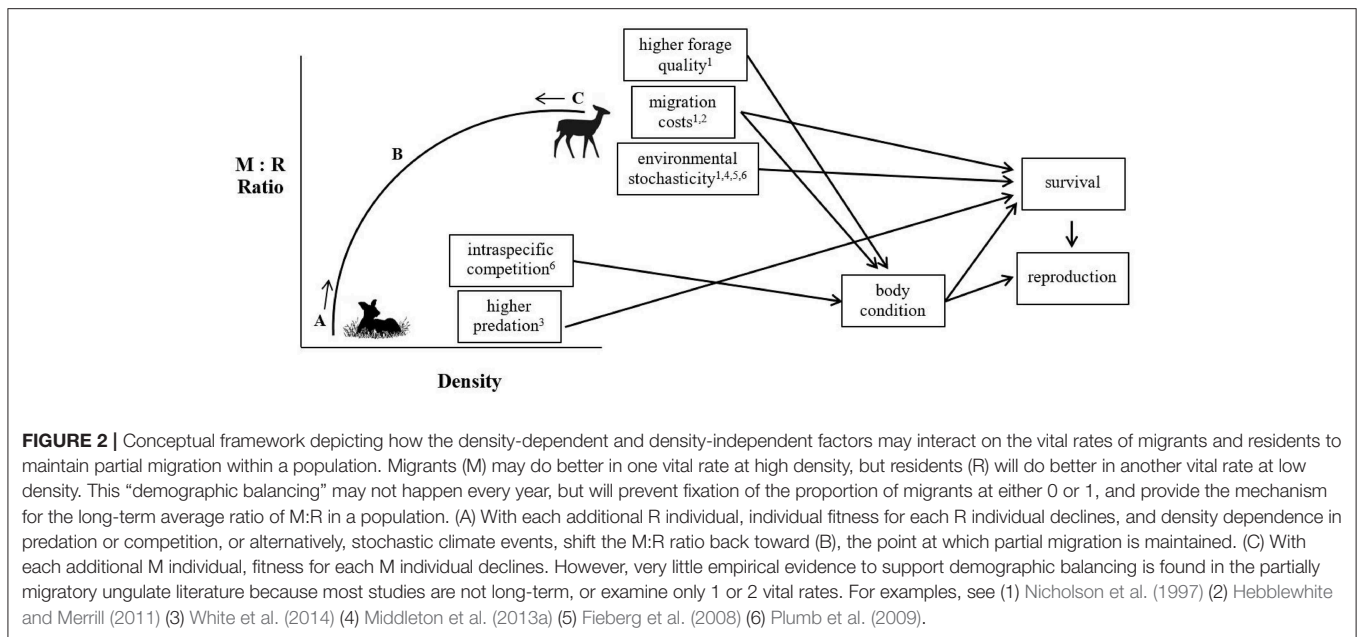 higher forage
quality¹
migration
costs¹,²
environmental
stochasticity¹,⁴,⁵,⁶
C
B
A
M : R
Ratio
Density
intraspecific
competition⁶
higher
predation³
body
condition
survival
reproduction
FIGURE 2 | Conceptual framework depicting how the density-dependent and density-independent factors may interact on the vital rates of migrants and residents to
maintain partial migration within a population. Migrants (M) may do better in one vital rate at high density, but residents (R) will do better in another vital rate at low
density. This “demographic balancing” may not happen every year, but will prevent fixation of the proportion of migrants at either 0 or 1, and provide the mechanism
for the long-term average ratio of M:R in a population. (A) With each additional R individual, individual fitness for each R individual declines, and density dependence in
predation or competition, or alternatively, stochastic climate events, shift the M:R ratio back toward (B), the point at which partial migration is maintained. (C) With
each additional M individual, fitness for each M individual declines. However, very little empirical evidence to support demographic balancing is found in the partially
migratory ungulate literature because most studies are not long-term, or examine only 1 or 2 vital rates. For examples, see (1) Nicholson et al. (1997) (2) Hebblewhite
and Merrill (2011) (3) White et al. (2014) (4) Middleton et al. (2013a) (5) Fieberg et al. (2008) (6) Plumb et al. (2009).